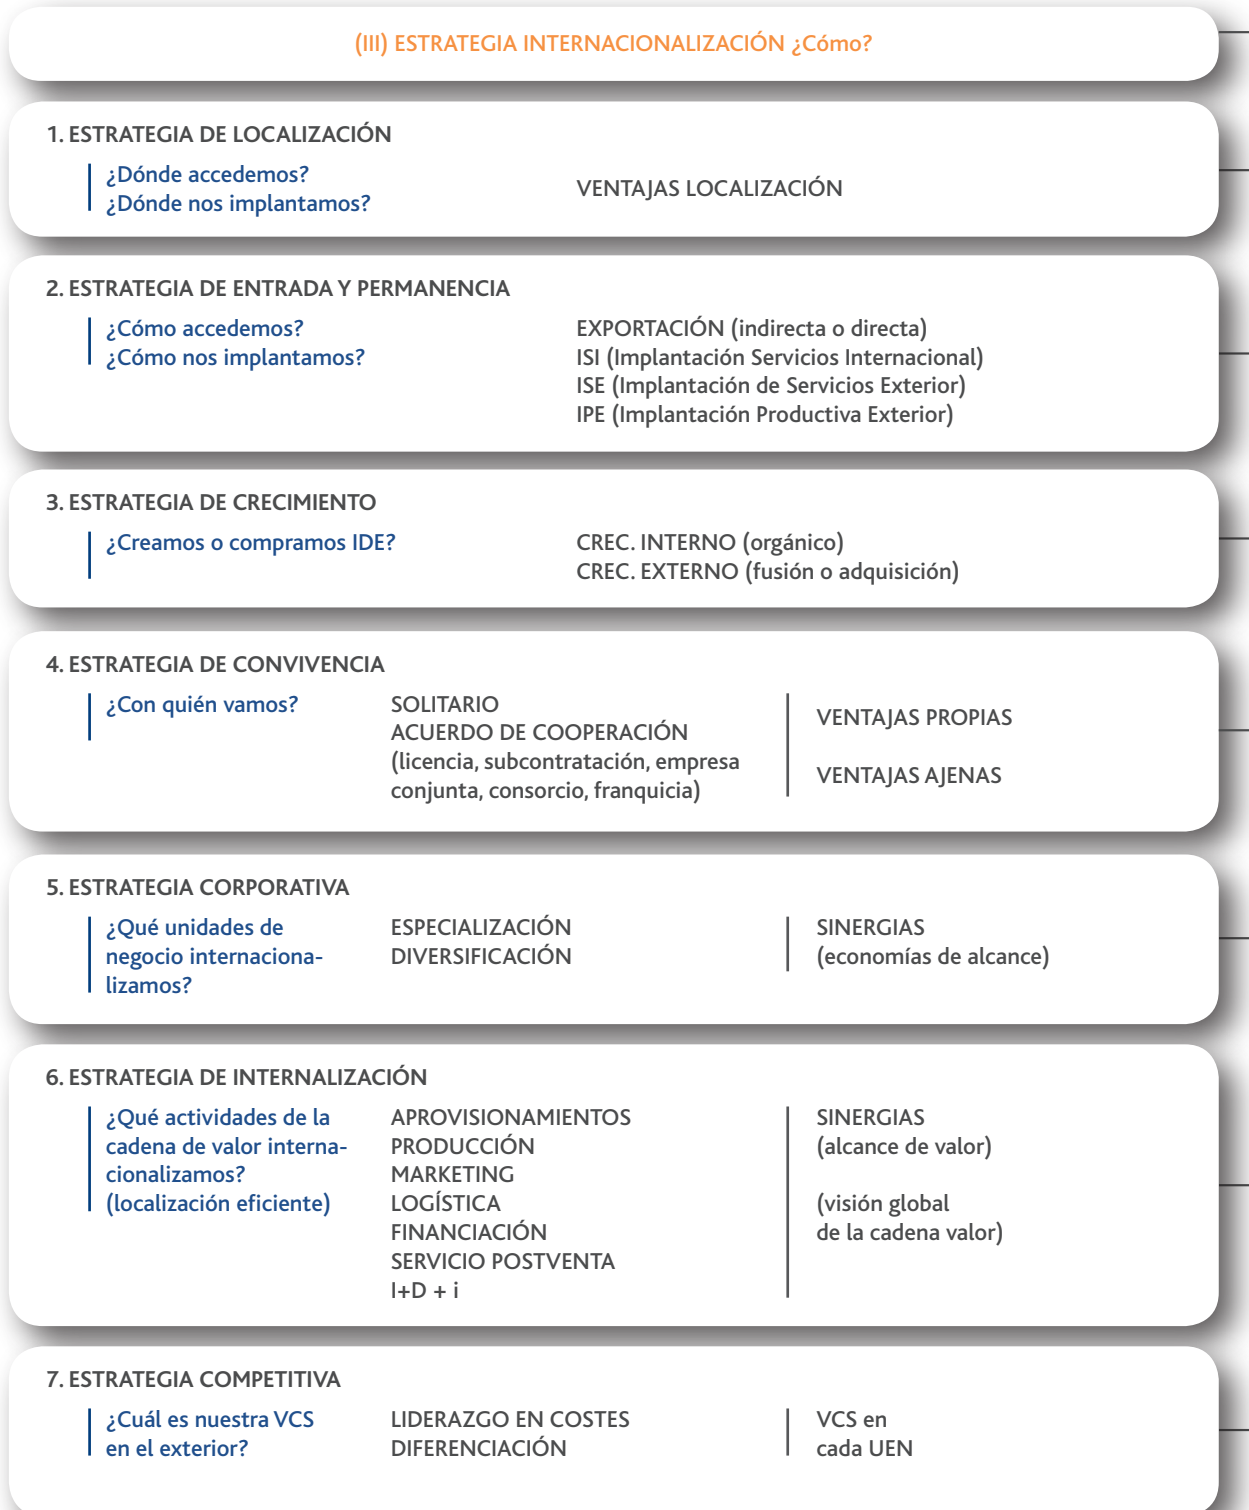 (III) ESTRATEGIA INTERNACIONALIZACIÓN ¿Cómo?
1. ESTRATEGIA DE LOCALIZACIÓN
¿Dónde accedemos?
¿Dónde nos implantamos?
VENTAJAS LOCALIZACIÓN
2. ESTRATEGIA DE ENTRADA Y PERMANENCIA
¿Cómo accedemos?
¿Cómo nos implantamos?
EXPORTACIÓN (indirecta o directa)
ISI (Implantación Servicios Internacional)
ISE (Implantación de Servicios Exterior)
IPE (Implantación Productiva Exterior)
3. ESTRATEGIA DE CRECIMIENTO
¿Creamos o compramos IDE?
CREC. INTERNO (orgánico)
CREC. EXTERNO (fusión o adquisición)
4. ESTRATEGIA DE CONVIVENCIA
¿Con quién vamos?
SOLITARIO
ACUERDO DE COOPERACIÓN
(licencia, subcontratación, empresa
conjunta, consorcio, franquicia)
VENTAJAS PROPIAS
VENTAJAS AJENAS
5. ESTRATEGIA CORPORATIVA
¿Qué unidades de
negocio internaciona-
lizamos?
ESPECIALIZACIÓN
DIVERSIFICACIÓN
SINERGIAS
(economías de alcance)
6. ESTRATEGIA DE INTERNALIZACIÓN
¿Qué actividades de la
cadena de valor interna-
cionalizamos?
(localización eficiente)
APROVISIONAMIENTOS
PRODUCCIÓN
MARKETING
LOGÍSTICA
FINANCIACIÓN
SERVICIO POSTVENTA
I+D + i
SINERGIAS
(alcance de valor)
(visión global
de la cadena valor)
7. ESTRATEGIA COMPETITIVA
¿Cuál es nuestra VCS
en el exterior?
LIDERAZGO EN COSTES
DIFERENCIACIÓN
VCS en
cada UEN